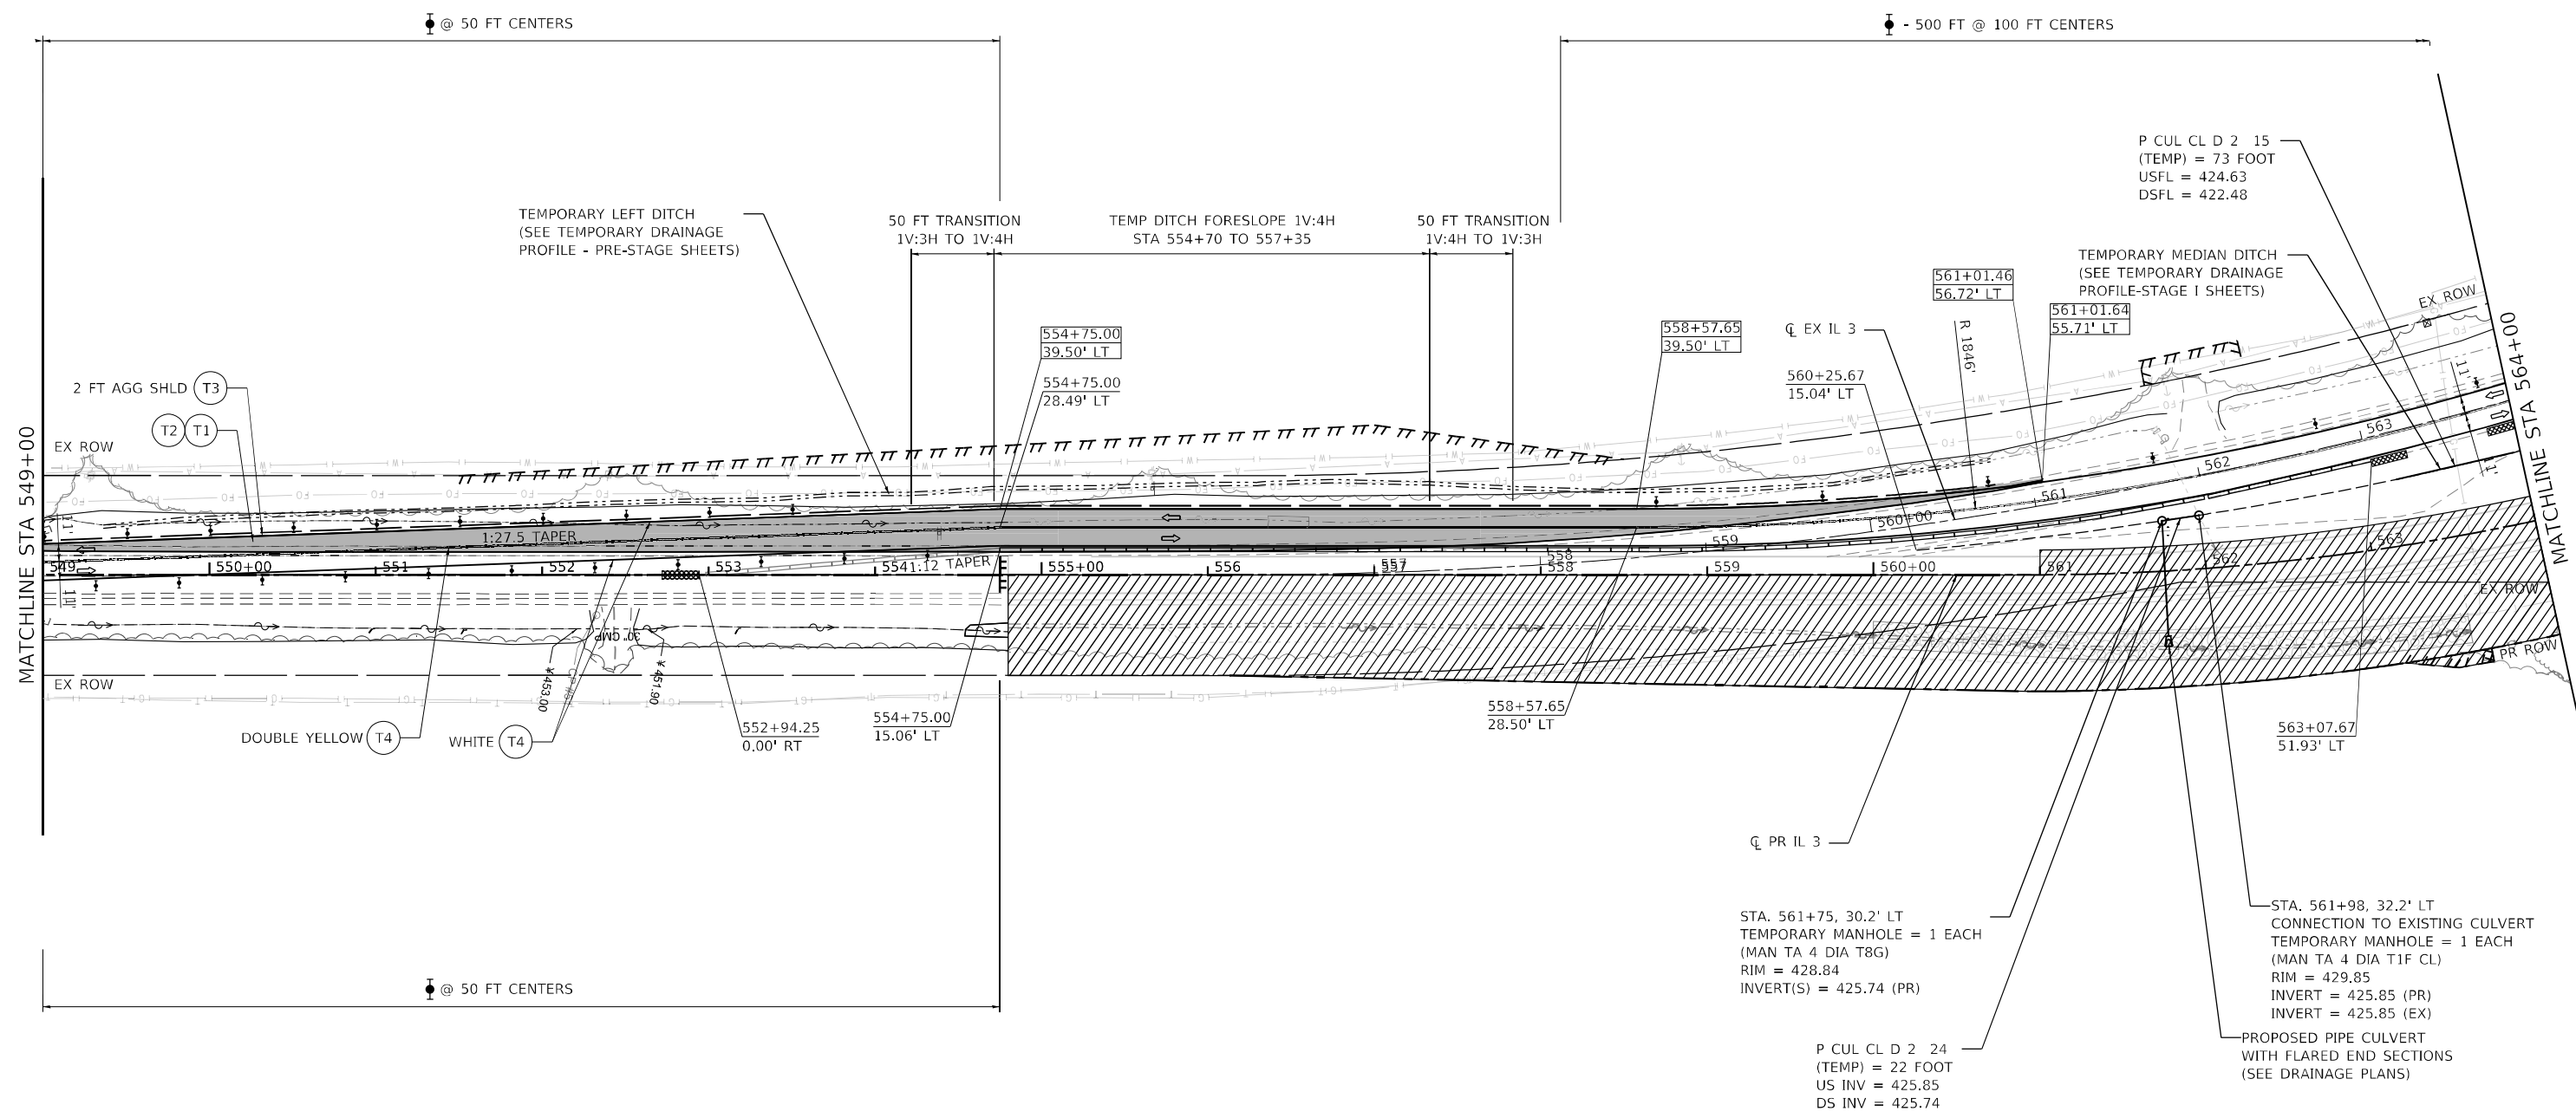 @ 50 FT CENTERS
- 500 FT @ 100 FT CENTERS
P CUL CL D 2 15
(TEMP) = 73 FOOT
USFL = 424.63
DSFL = 422.48
TEMPORARY LEFT DITCH
(SEE TEMPORARY DRAINAGE
PROFILE - PRE-STAGE SHEETS)
50 FT TRANSITION
1V:3H TO 1V:4H
TEMP DITCH FORESLOPE 1V:4H
STA 554+70 TO 557+35
50 FT TRANSITION
1V:4H TO 1V:3H
TEMPORARY MEDIAN DITCH
(SEE TEMPORARY DRAINAGE
PROFILE-STAGE I SHEETS)
561+01.46
56.72' LT
561+01.64
55.71' LT
EX ROW
554+75.00
39.50' LT
558+57.65
39.50' LT
℄ EX IL 3
R 1846'
554+75.00
28.49' LT
560+25.67
15.04' LT
2 FT AGG SHLD T3
T2 T1
EX ROW
MATCHLINE STA 549+00
MATCHLINE STA 564+00
11'
11'
11'
1:27.5 TAPER
1:12 TAPER
549
550+00
551
552
553
554
555+00
556
557
557
558
558
559
559
560+00
560+00
561
561
562
562
563
563
30" CMP
453.00
451.90
EX ROW
EX ROW
PR ROW
DOUBLE YELLOW T4
WHITE T4
552+94.25
0.00' RT
554+75.00
15.06' LT
558+57.65
28.50' LT
563+07.67
51.93' LT
℄ PR IL 3
STA. 561+75, 30.2' LT
TEMPORARY MANHOLE = 1 EACH
(MAN TA 4 DIA T8G)
RIM = 428.84
INVERT(S) = 425.74 (PR)
STA. 561+98, 32.2' LT
CONNECTION TO EXISTING CULVERT
TEMPORARY MANHOLE = 1 EACH
(MAN TA 4 DIA T1F CL)
RIM = 429.85
INVERT = 425.85 (PR)
INVERT = 425.85 (EX)
@ 50 FT CENTERS
P CUL CL D 2 24
(TEMP) = 22 FOOT
US INV = 425.85
DS INV = 425.74
PROPOSED PIPE CULVERT
WITH FLARED END SECTIONS
(SEE DRAINAGE PLANS)